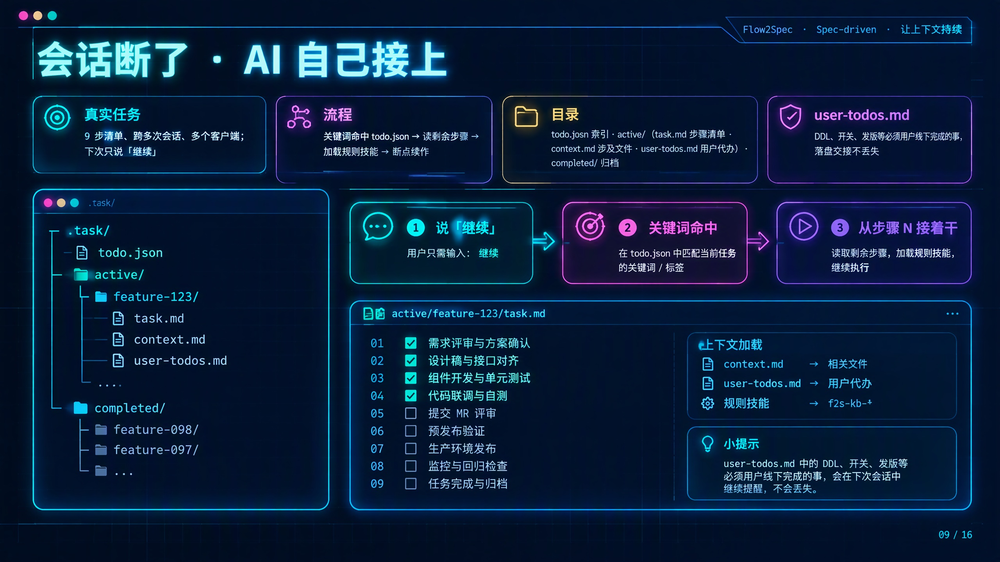 Flow2Spec · Spec-driven · 让上下文持续
会话断了 · AI 自己接上
真实任务
9 步清单、跨多次会话、多个客户端；
下次只说「继续」
流程
关键词命中 todo.json → 读剩余步骤 →
加载规则技能 → 断点续作
目录
todo.josn 索引 · active/（task.md 步骤清单 ·
context.md 涉及文件 · user-todos.md 用户代办） ·
completed/ 归档
user-todos.md
DDL、开关、发版等必须用户线下完成的事，
落盘交接不丢失
.task/
.task/
todo.json
active/
feature-123/
task.md
context.md
user-todos.md
....
completed/
feature-098/
feature-097/
...
1 说「继续」
用户只需输入： 继续
2 关键词命中
在 todo.json 中匹配当前任务
的关键词 / 标签
3 从步骤 N 接着干
读取剩余步骤，加载规则技能，
继续执行
active/feature-123/task.md
01 需求评审与方案确认
02 设计稿与接口对齐
03 组件开发与单元测试
04 代码联调与自测
05 提交 MR 评审
06 预发布验证
07 生产环境发布
08 监控与回归检查
09 任务完成与归档
上下文加载
context.md → 相关文件
user-todos.md → 用户代办
规则技能 → f2s-kb-*
小提示
user-todos.md 中的 DDL、开关、发版等
必须用户线下完成的事，会在下次会话中
继续提醒，不会丢失。
09 / 16